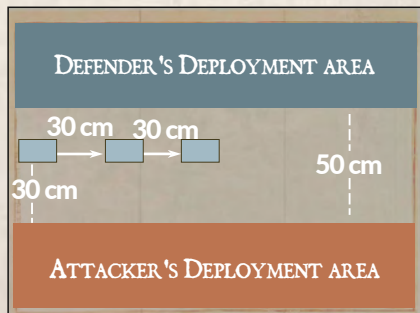 Defender's Deployment area
30 cm 30 cm
50 cm
30 cm
Attacker's Deployment area